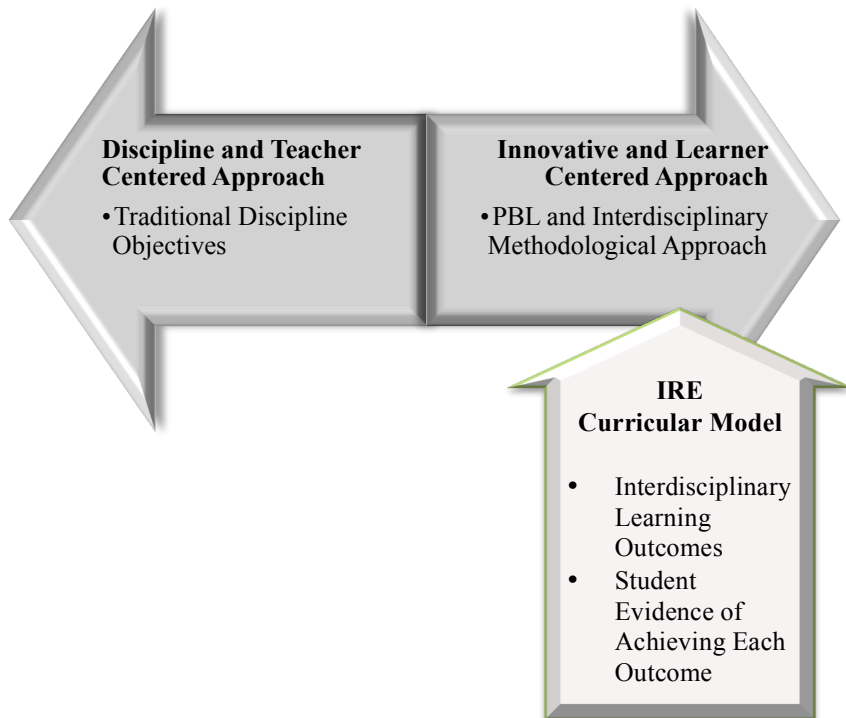 Discipline and Teacher
Centered Approach
• Traditional Discipline
Objectives
Innovative and Learner
Centered Approach
• PBL and Interdisciplinary
Methodological Approach
IRE
Curricular Model
• Interdisciplinary
Learning
Outcomes
• Student
Evidence of
Achieving Each
Outcome